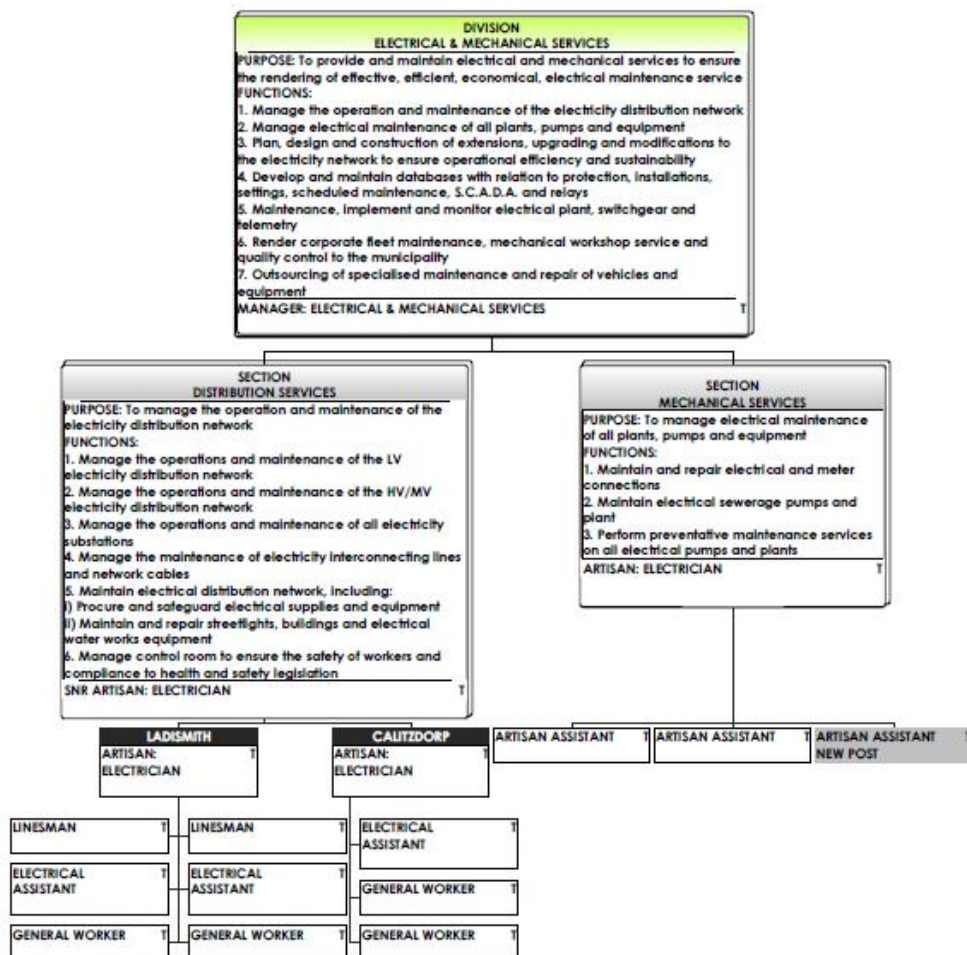 DIVISION
ELECTRICAL & MECHANICAL SERVICES
PURPOSE: To provide and maintain electrical and mechanical services to ensure
the rendering of effective, efficient, economical, electrical maintenance service
FUNCTIONS:
1. Manage the operation and maintenance of the electricity distribution network
2. Manage electrical maintenance of all plants, pumps and equipment
3. Plan, design and construction of extensions, upgrading and modifications to
the electricity network to ensure operational efficiency and sustainability
4. Develop and maintain databases with relation to protection, installations,
settings, scheduled maintenance, S.C.A.D.A. and relays
5. Maintenance, implement and monitor electrical plant, switchgear and
telemetry
6. Render corporate fleet maintenance, mechanical workshop service and
quality control to the municipality
7. Outsourcing of specialised maintenance and repair of vehicles and
equipment
MANAGER: ELECTRICAL & MECHANICAL SERVICES T
SECTION
DISTRIBUTION SERVICES
PURPOSE: To manage the operation and maintenance of the
electricity distribution network
FUNCTIONS:
1. Manage the operations and maintenance of the LV
electricity distribution network
2. Manage the operations and maintenance of the HV/MV
electricity distribution network
3. Manage the operations and maintenance of all electricity
substations
4. Manage the maintenance of electricity interconnecting lines
and network cables
5. Maintain electrical distribution network, including:
i) Procure and safeguard electrical supplies and equipment
ii) Maintain and repair streetlights, buildings and electrical
water works equipment
6. Manage control room to ensure the safety of workers and
compliance to health and safety legislation
SNR ARTISAN: ELECTRICIAN T
SECTION
MECHANICAL SERVICES
PURPOSE: To manage electrical maintenance
of all plants, pumps and equipment
FUNCTIONS:
1. Maintain and repair electrical and meter
connections
2. Maintain electrical sewerage pumps and
plant
3. Perform preventative maintenance services
on all electrical pumps and plants
ARTISAN: ELECTRICIAN T
LADISMITH
ARTISAN: T
ELECTRICIAN
CALITZDORP
ARTISAN: T
ELECTRICIAN
ARTISAN ASSISTANT T
ARTISAN ASSISTANT T
ARTISAN ASSISTANT T
NEW POST
LINESMAN T
LINESMAN T
ELECTRICAL T
ASSISTANT
ELECTRICAL T
ASSISTANT
ELECTRICAL T
ASSISTANT
GENERAL WORKER T
GENERAL WORKER T
GENERAL WORKER T
GENERAL WORKER T